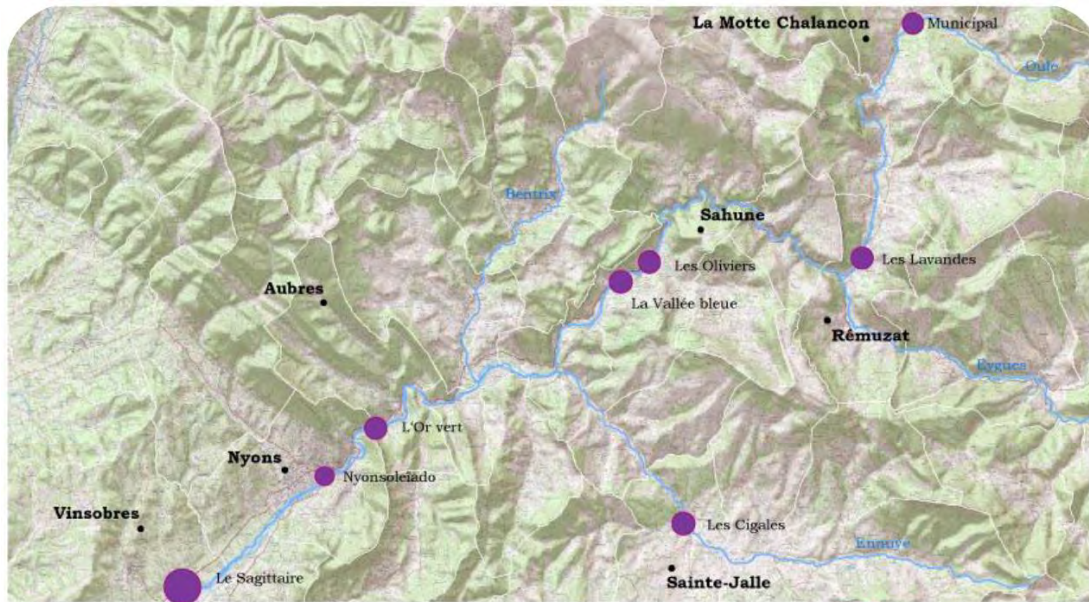 La Motte Chalancon
Municipal
Oule
Bentrix
Sahune
Les Oliviers
Les Lavandes
La Vallée bleue
Aubres
Rémuzat
Eygues
L'Or vert
Nyons
Nyonsoleïado
Vinsobres
Les Cigales
Ennuye
Le Sagittaire
Sainte-Jalle